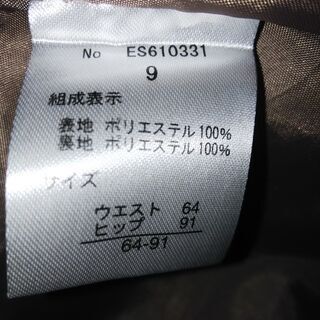 No ES610331
9
組成表示
表地 ポリエステル100%
裏地 ポリエステル100%
サイズ
ウエスト 64
ヒップ 91
64-91